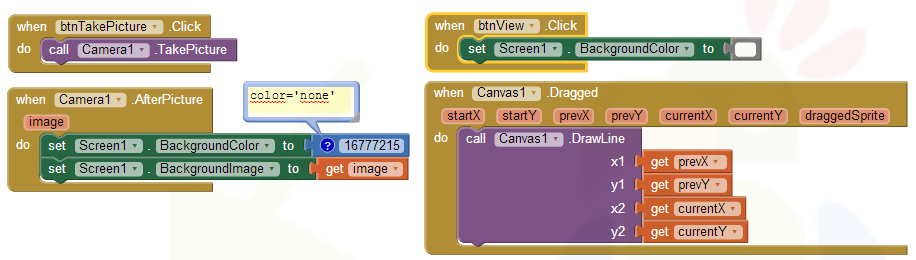 when btnTakePicture .Click
do call Camera1 .TakePicture
when Camera1 .AfterPicture
image
color='none'
do set Screen1 . BackgroundColor to ? 16777215
set Screen1 . BackgroundImage to get image
when btnView .Click
do set Screen1 . BackgroundColor to
when Canvas1 .Dragged
startX startY prevX prevY currentX currentY draggedSprite
do call Canvas1 .DrawLine
x1 get prevX
y1 get prevY
x2 get currentX
y2 get currentY